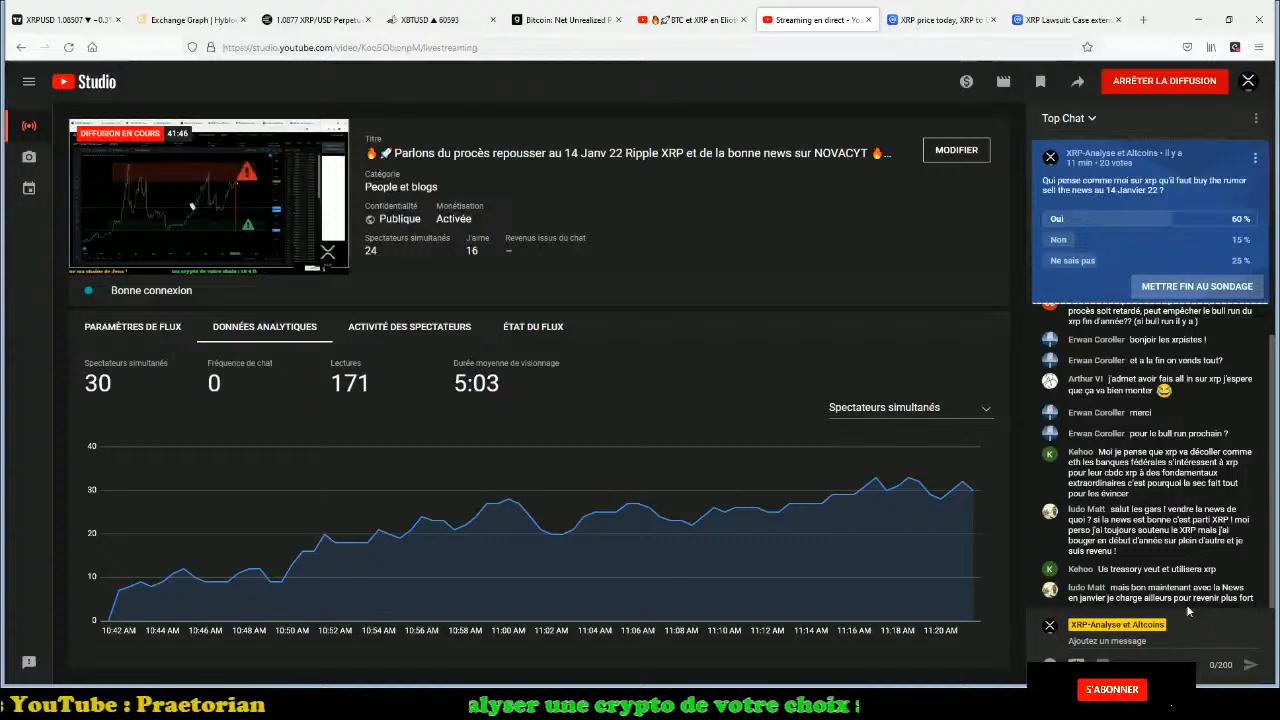 XRPUSD 1.08507 ▼ −0.3
Exchange Graph | Hyblo
1.0877 XRP/USD Perpetu
XBTUSD ▲ 60593
Bitcoin: Net Unrealized P
🔥🚀BTC et XRP en Eliot
Streaming en direct - You
XRP price today, XRP to
XRP Lawsuit: Case exten
Studio
ARRÊTER LA DIFFUSION
DIFFUSION EN COURS 41:46
Titre
🔥🚀 Parlons du procès repousser au 14 Janv 22 Ripple XRP et de la bonne news sur NOVACYT 🔥...
MODIFIER
Catégorie
People et blogs
Confidentialité Monétisation
Publique Activée
Spectateurs simultanés J'aime Revenus issus du chat
24 16 –
Bonne connexion
PARAMÈTRES DE FLUX DONNÉES ANALYTIQUES ACTIVITÉ DES SPECTATEURS ÉTAT DU FLUX
Spectateurs simultanés Fréquence de chat Lectures Durée moyenne de visionnage
30 0 171 5:03
Spectateurs simultanés
40
30
20
10
0
10:42 AM 10:44 AM 10:46 AM 10:48 AM 10:50 AM 10:52 AM 10:54 AM 10:56 AM 10:58 AM 11:00 AM 11:02 AM 11:04 AM 11:06 AM 11:08 AM 11:10 AM 11:12 AM 11:14 AM 11:16 AM 11:18 AM 11:20 AM
Top Chat
XRP-Analyse et Altcoins • il y a
11 min • 20 votes
Qui pense comme moi sur xrp qu'il faut buy the rumor
sell the news au 14 Janvier 22 ?
Oui 60 %
Non 15 %
Ne sais pas 25 %
METTRE FIN AU SONDAGE
procès soit retardé, peut empêcher le bull run du
xrp fin d'année?? (si bull run il y a )
Erwan Coroller bonjoir les xrpistes !
Erwan Coroller et a la fin on vends tout?
Arthur VI j'admet avoir fais all in sur xrp j'espere
que ça va bien monter 😂
Erwan Coroller merci
Erwan Coroller pour le bull run prochain ?
Kehoo Moi je pense que xrp va décoller comme
eth les banques fédérales s'intéressent à xrp
pour leur cbdc xrp à des fondamentaux
extraordinaires c'est pourquoi la sec fait tout
pour les évincer
ludo Matt salut les gars ! vendre la news de
quoi ? si la news est bonne c'est parti XRP ! moi
perso j'ai toujours soutenu le XRP mais j'ai
bouger en début d'année sur plein d'autre et je
suis revenu !
Kehoo Us treasory veut et utilisera xrp
ludo Matt mais bon maintenant avec la News
en janvier je charge ailleurs pour revenir plus fort
XRP-Analyse et Altcoins
Ajoutez un message
0/200
S'ABONNER
: YouTube : Praetorian
alyser une crypto de votre choix :